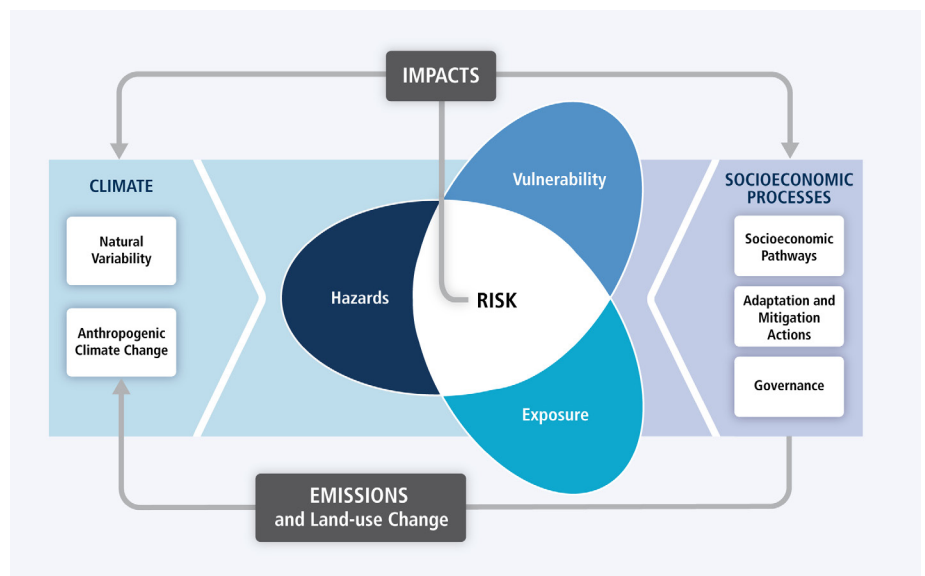 IMPACTS
CLIMATE
Natural
Variability
Anthropogenic
Climate Change
Vulnerability
Hazards
RISK
Exposure
SOCIOECONOMIC
PROCESSES
Socioeconomic
Pathways
Adaptation and
Mitigation
Actions
Governance
EMISSIONS
and Land-use Change